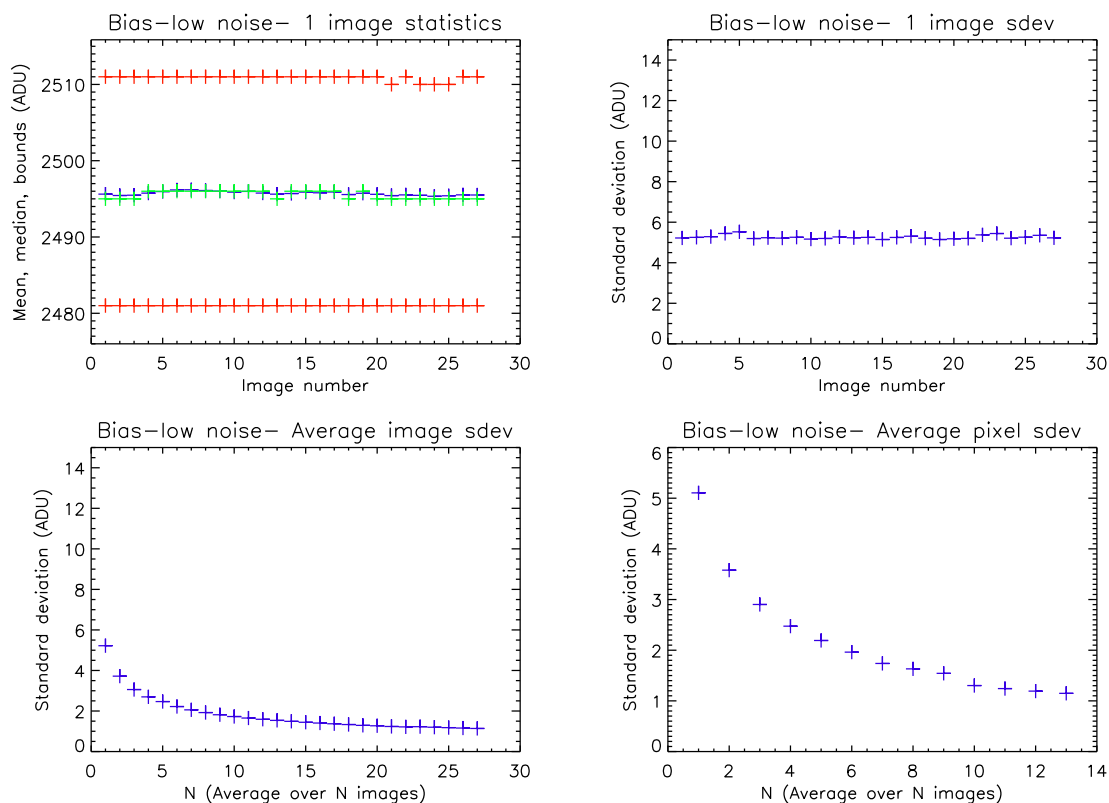 Bias-low noise- 1 image statistics
Mean, median, bounds (ADU)
2510
2500
2490
2480
0 5 10 15 20 25 30
Image number
Bias-low noise- 1 image sdev
Standard deviation (ADU)
14
12
10
8
6
4
2
0
0 5 10 15 20 25 30
Image number
Bias-low noise- Average image sdev
Standard deviation (ADU)
14
12
10
8
6
4
2
0
0 5 10 15 20 25 30
N (Average over N images)
Bias-low noise- Average pixel sdev
Standard deviation (ADU)
6
5
4
3
2
1
0
0 2 4 6 8 10 12 14
N (Average over N images)